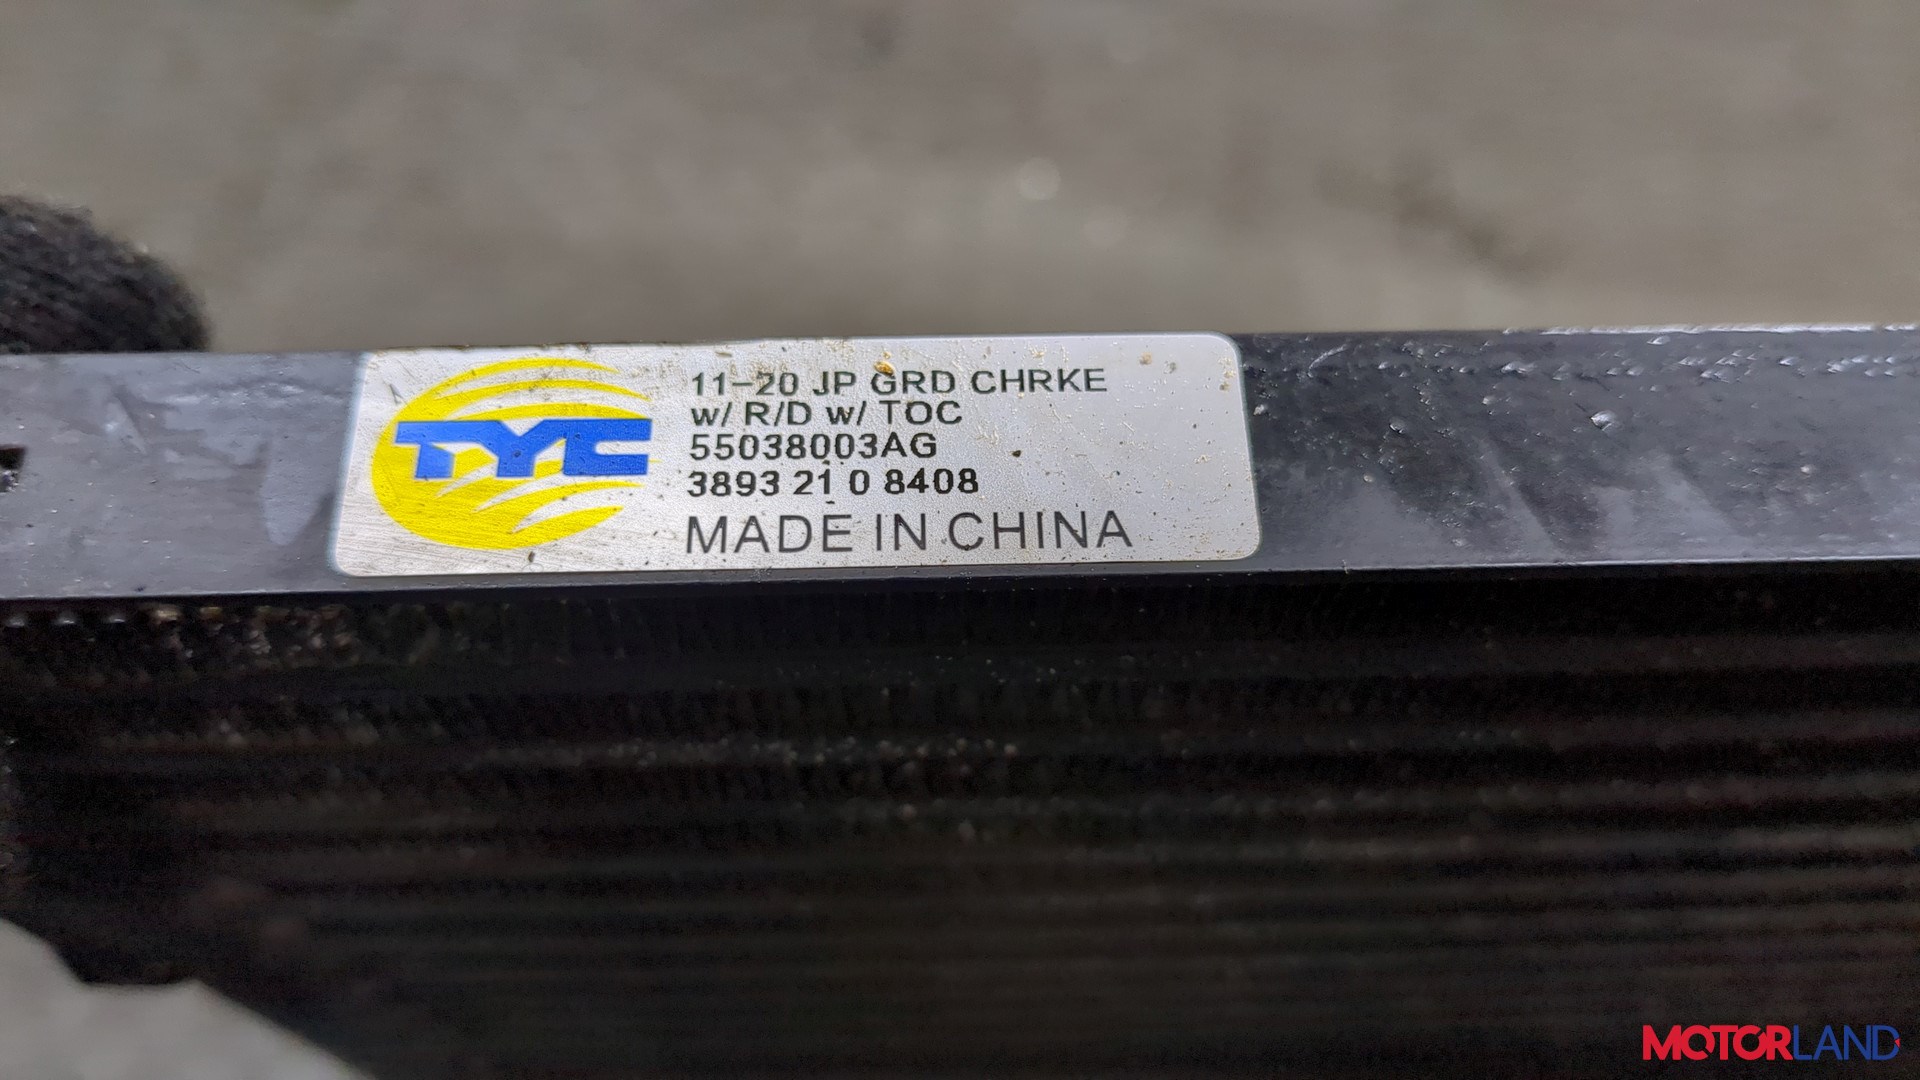 TYC
11-20 JP GRD CHRKE
w/ R/D w/ TOC
55038003AG
3893 21 0 8408
MADE IN CHINA
MOTORLAND